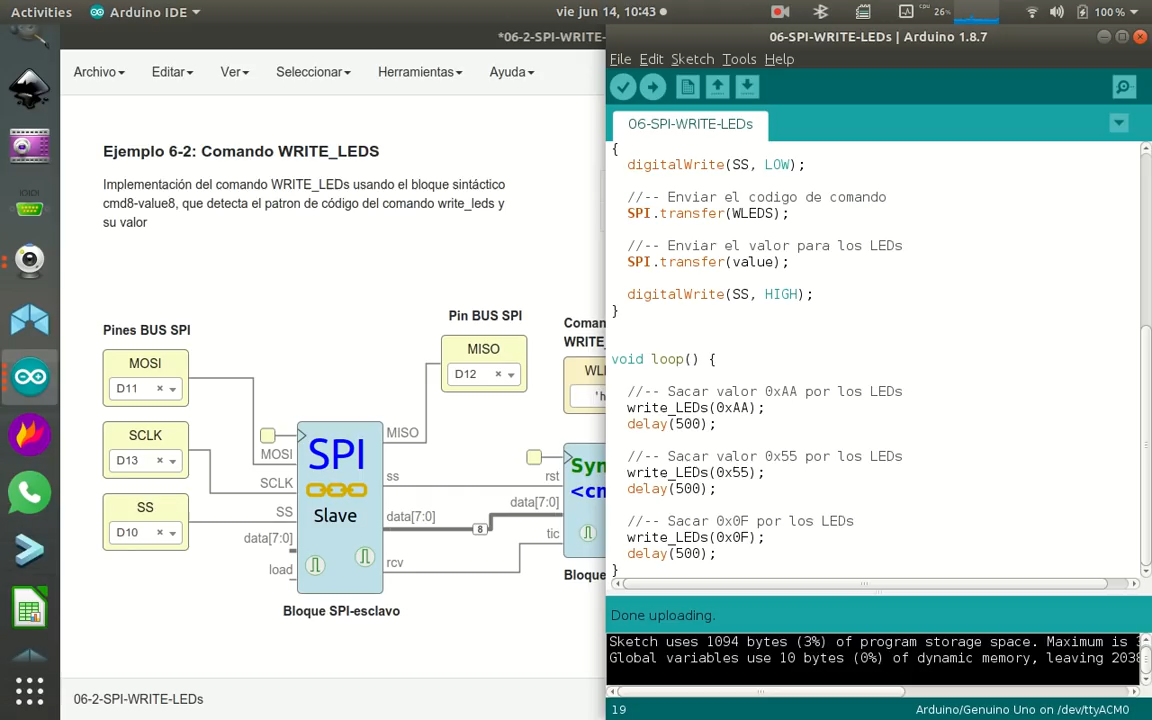 Activities
Arduino IDE
vie jun 14, 10:43
cpu 26%
100 %
*06-2-SPI-WRITE-
Archivo
Editar
Ver
Seleccionar
Herramientas
Ayuda
Ejemplo 6-2: Comando WRITE_LEDS
Implementación del comando WRITE_LEDs usando el bloque sintáctico
cmd8-value8, que detecta el patron de código del comando write_leds y
su valor
Pines BUS SPI
MOSI
D11 ×
SCLK
D13 ×
SS
D10 ×
Pin BUS SPI
MISO
D12 ×
Coman
WRITE_
WLE
'h
MOSI
SCLK
SS
data[7:0]
load
SPI
Slave
MISO
ss
data[7:0]
rcv
8
rst
data[7:0]
tic
Syn
<cm
Bloque SPI-esclavo
Bloque
06-2-SPI-WRITE-LEDs
06-SPI-WRITE-LEDs | Arduino 1.8.7
File Edit Sketch Tools Help
06-SPI-WRITE-LEDs
{
digitalWrite(SS, LOW);
//-- Enviar el codigo de comando
SPI.transfer(WLEDS);
//-- Enviar el valor para los LEDs
SPI.transfer(value);
digitalWrite(SS, HIGH);
}
void loop() {
//-- Sacar valor 0xAA por los LEDs
write_LEDs(0xAA);
delay(500);
//-- Sacar valor 0x55 por los LEDs
write_LEDs(0x55);
delay(500);
//-- Sacar 0x0F por los LEDs
write_LEDs(0x0F);
delay(500);
}
Done uploading.
Sketch uses 1094 bytes (3%) of program storage space. Maximum is
Global variables use 10 bytes (0%) of dynamic memory, leaving 2038
19
Arduino/Genuino Uno on /dev/ttyACM0